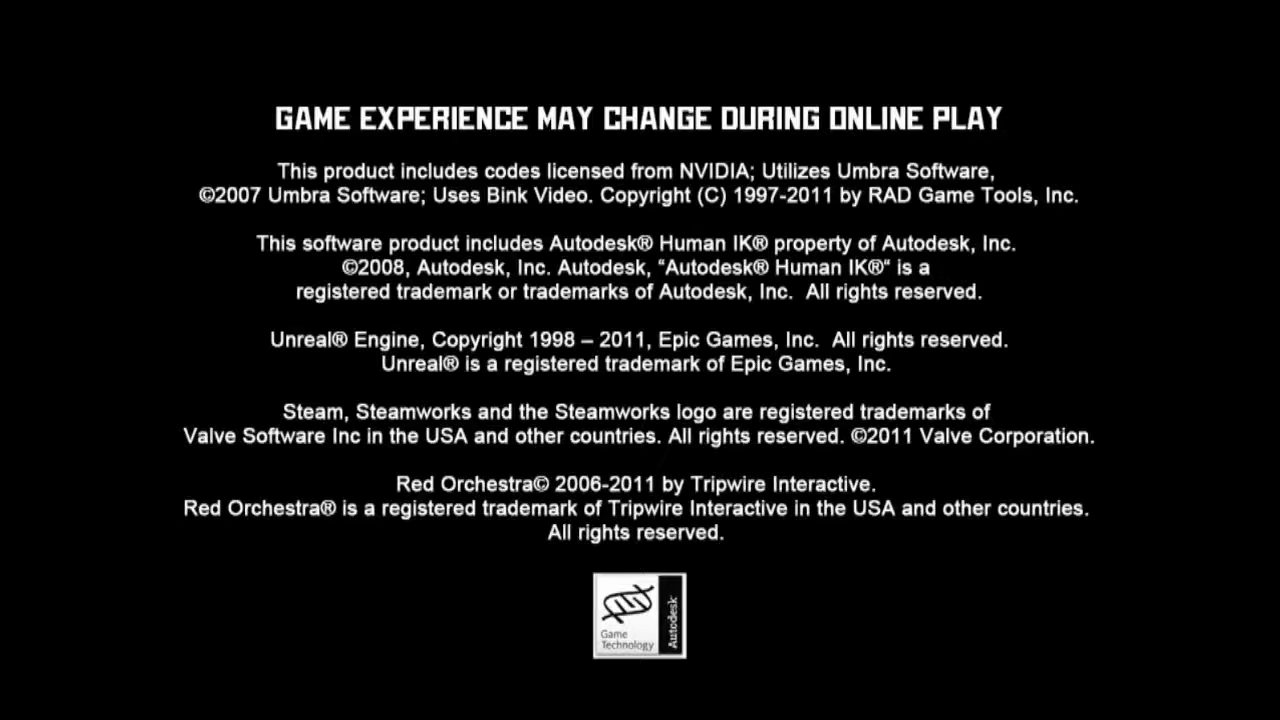 GAME EXPERIENCE MAY CHANGE DURING ONLINE PLAY
This product includes codes licensed from NVIDIA; Utilizes Umbra Software,
©2007 Umbra Software; Uses Bink Video. Copyright (C) 1997-2011 by RAD Game Tools, Inc.
This software product includes Autodesk® Human IK® property of Autodesk, Inc.
©2008, Autodesk, Inc. Autodesk, “Autodesk® Human IK®“ is a
registered trademark or trademarks of Autodesk, Inc.  All rights reserved.
Unreal® Engine, Copyright 1998 – 2011, Epic Games, Inc.  All rights reserved.
Unreal® is a registered trademark of Epic Games, Inc.
Steam, Steamworks and the Steamworks logo are registered trademarks of
Valve Software Inc in the USA and other countries. All rights reserved. ©2011 Valve Corporation.
Red Orchestra© 2006-2011 by Tripwire Interactive.
Red Orchestra® is a registered trademark of Tripwire Interactive in the USA and other countries.
All rights reserved.
Game
Technology
Autodesk